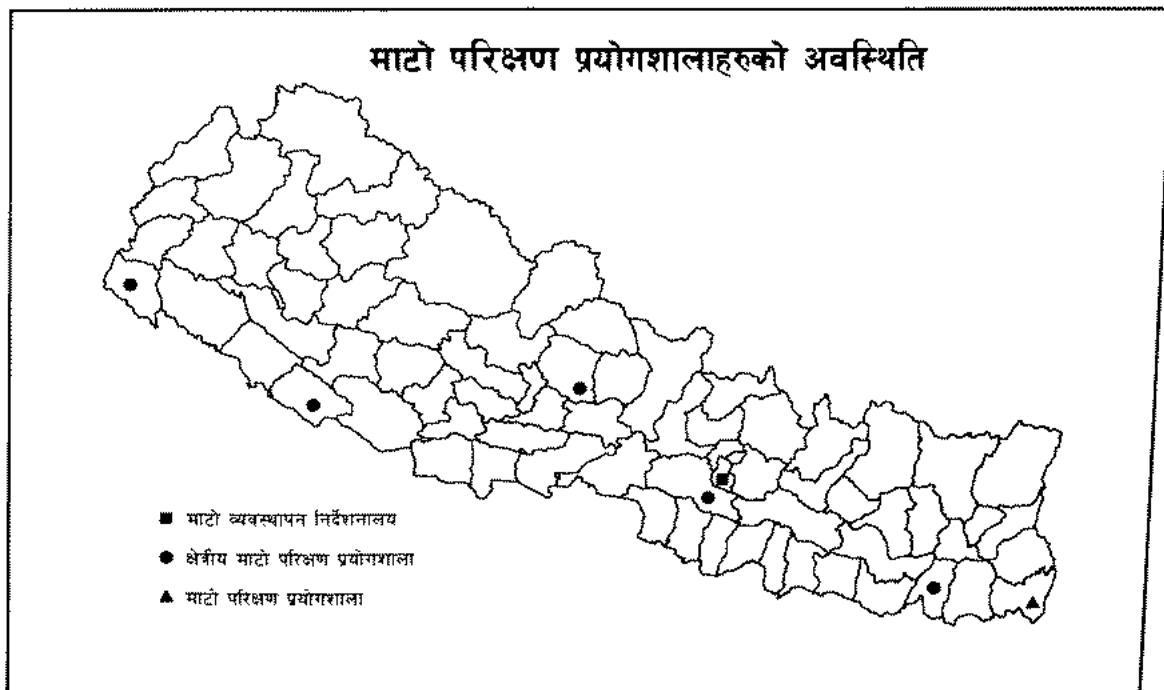 माटो परिक्षण प्रयोगशालाहरुको अवस्थिति
माटो व्यवस्थापन निर्देशनालय
क्षेत्रीय माटो परिक्षण प्रयोगशाला
माटो परिक्षण प्रयोगशाला